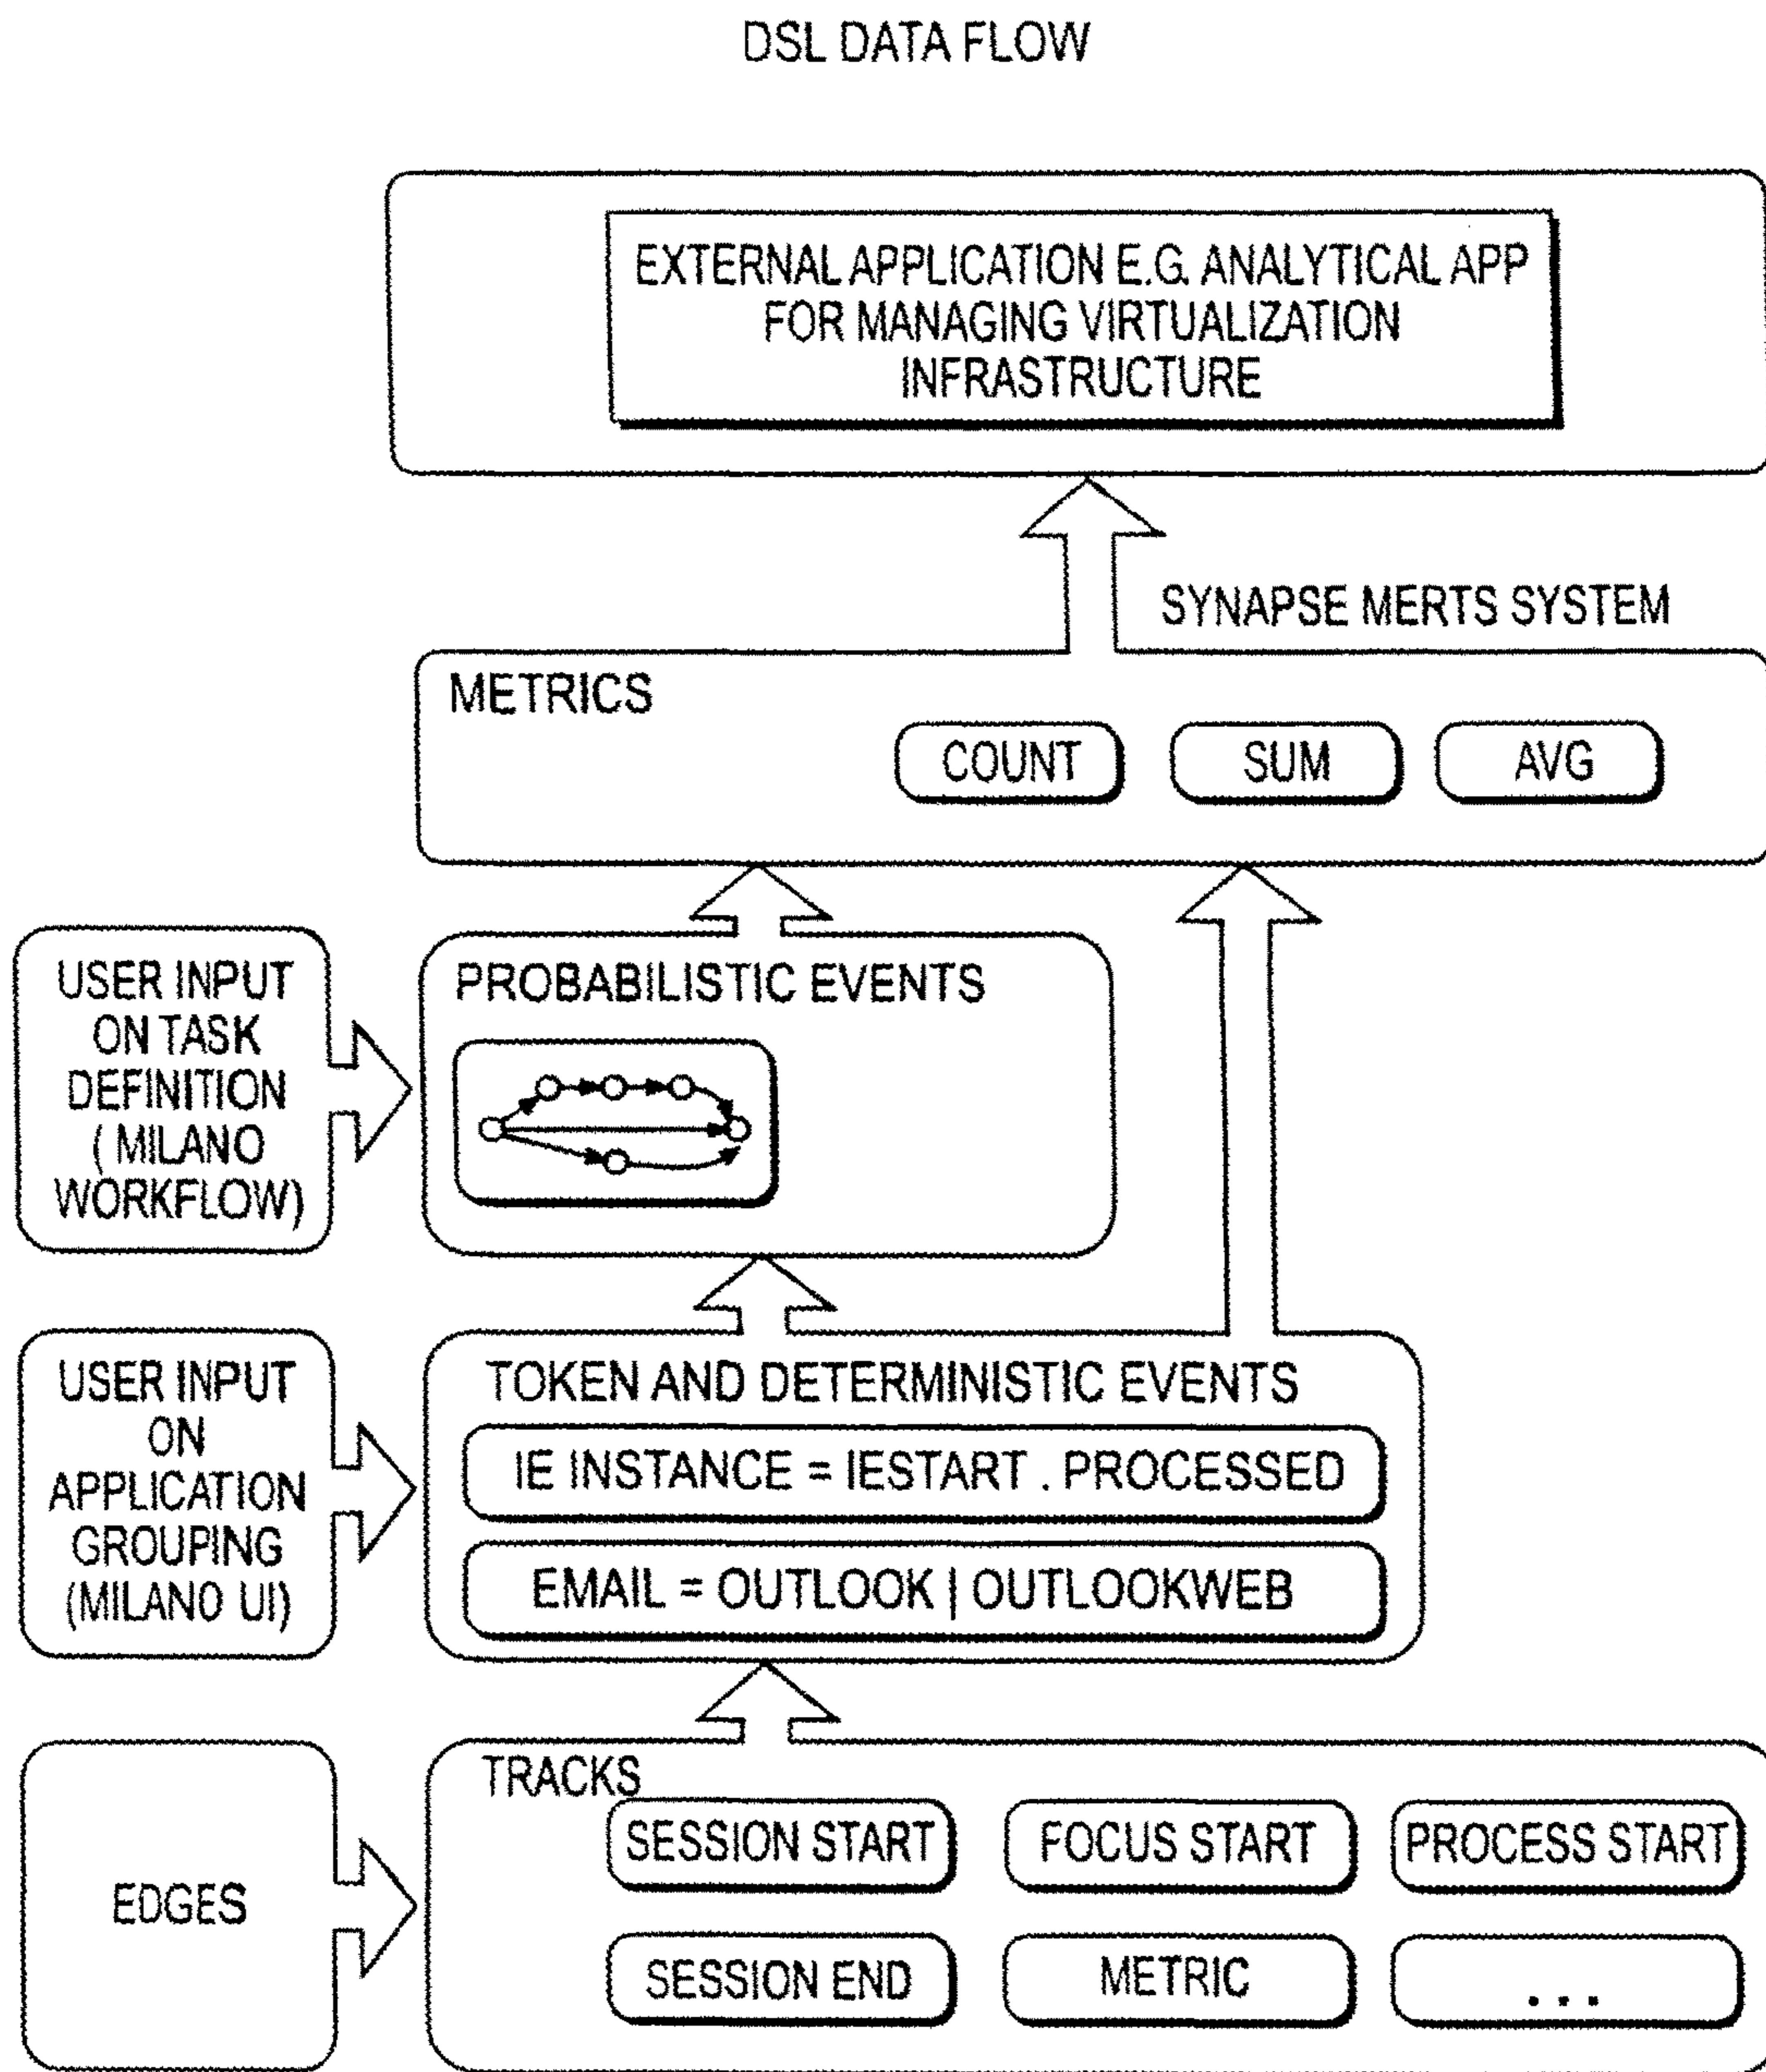 DSL DATA FLOW
EXTERNAL APPLICATION E.G. ANALYTICAL APP
FOR MANAGING VIRTUALIZATION
INFRASTRUCTURE
SYNAPSE MERTS SYSTEM
METRICS
COUNT
SUM
AVG
USER INPUT
ON TASK
DEFINITION
( MILANO
WORKFLOW)
PROBABILISTIC EVENTS
USER INPUT
ON
APPLICATION
GROUPING
(MILANO UI)
TOKEN AND DETERMINISTIC EVENTS
IE INSTANCE = IESTART . PROCESSED
EMAIL = OUTLOOK | OUTLOOKWEB
EDGES
TRACKS
SESSION START
FOCUS START
PROCESS START
SESSION END
METRIC
. . .